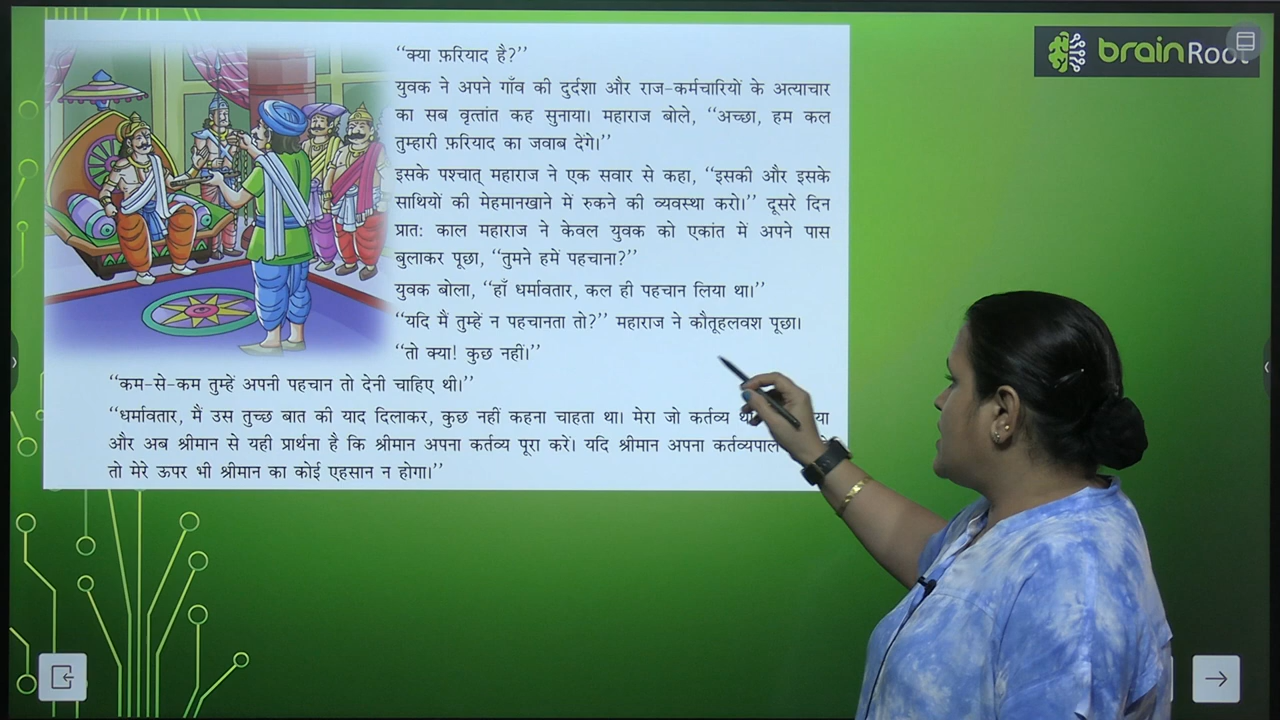 brainRoot
“क्या फ़रियाद है?”
युवक ने अपने गाँव की दुर्दशा और राज-कर्मचारियों के अत्याचार
का सब वृत्तांत कह सुनाया। महाराज बोले, “अच्छा, हम कल
तुम्हारी फ़रियाद का जवाब देंगे।”
इसके पश्चात् महाराज ने एक सवार से कहा, “इसकी और इसके
साथियों की मेहमानखाने में रुकने की व्यवस्था करो।” दूसरे दिन
प्रात: काल महाराज ने केवल युवक को एकांत में अपने पास
बुलाकर पूछा, “तुमने हमें पहचाना?”
युवक बोला, “हाँ धर्मावतार, कल ही पहचान लिया था।”
“यदि मैं तुम्हें न पहचानता तो?” महाराज ने कौतूहलवश पूछा।
“तो क्या! कुछ नहीं।”
“कम-से-कम तुम्हें अपनी पहचान तो देनी चाहिए थी।”
“धर्मावतार, मैं उस तुच्छ बात की याद दिलाकर, कुछ नहीं कहना चाहता था। मेरा जो कर्तव्य
और अब श्रीमान से यही प्रार्थना है कि श्रीमान अपना कर्तव्य पूरा करें। यदि श्रीमान अपना
तो मेरे ऊपर भी श्रीमान का कोई एहसान न होगा।”